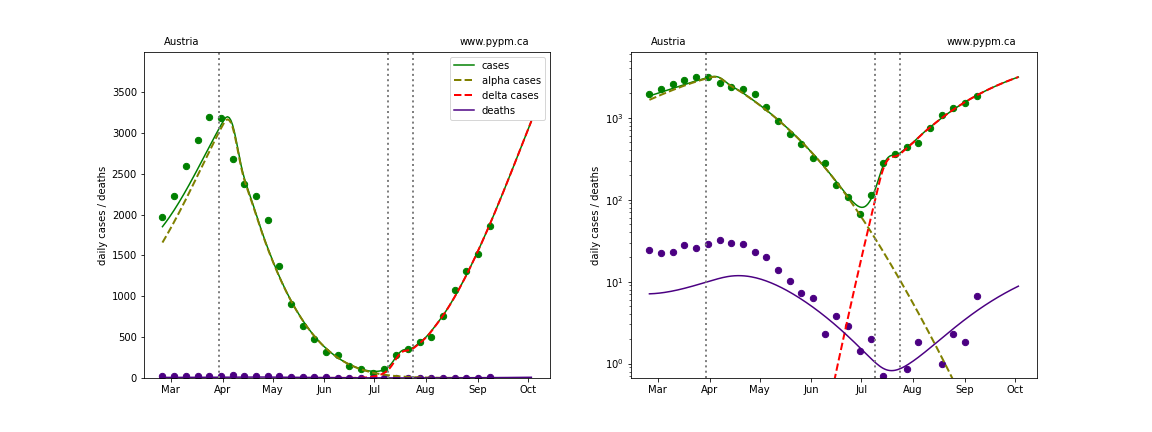 Austria www.pypm.ca
cases
alpha cases
delta cases
deaths
daily cases / deaths
3500
3000
2500
2000
1500
1000
500
0
Mar Apr May Jun Jul Aug Sep Oct
Austria www.pypm.ca
daily cases / deaths
10³
10²
10¹
10⁰
Mar Apr May Jun Jul Aug Sep Oct